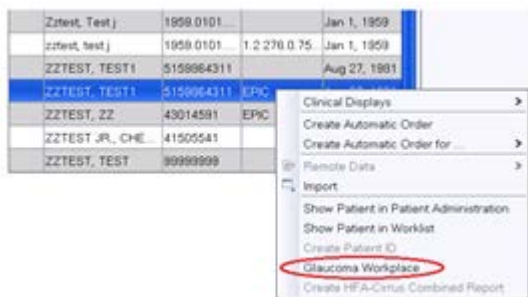 Zztest, Test j 1959.0101... Jan 1, 1959
zztest, test j 1959.0101... 1.2.276.0.75... Jan 1, 1959
ZZTEST, TEST1 5159864311 Aug 27, 1981
ZZTEST, TEST1 5159864311 EPIC
ZZTEST, ZZ 43014591 EPIC
ZZTEST JR., CHE... 41505541
ZZTEST, TEST 99999998
Clinical Displays
Create Automatic Order
Create Automatic Order for ...
Remote Data
Import
Show Patient in Patient Administration
Show Patient in Worklist
Create Patient ID
Glaucoma Workplace
Create HFA-Cirrus Combined Report